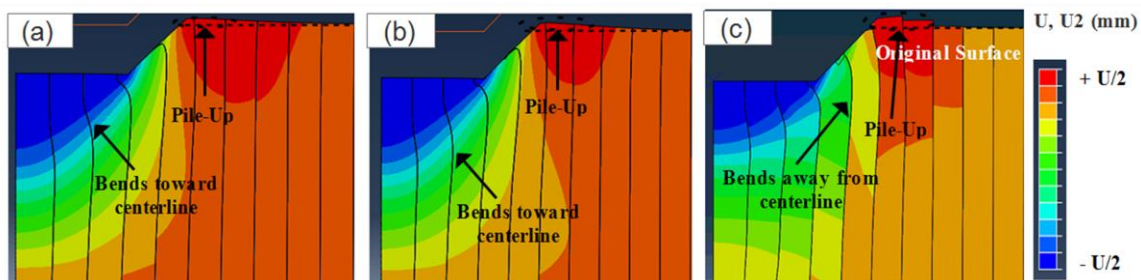 (a)
Pile-Up
Bends toward
centerline
(b)
Pile-Up
Bends toward
centerline
(c)
Original Surface
Pile-Up
Bends away from
centerline
U, U2 (mm)
+ U/2
- U/2